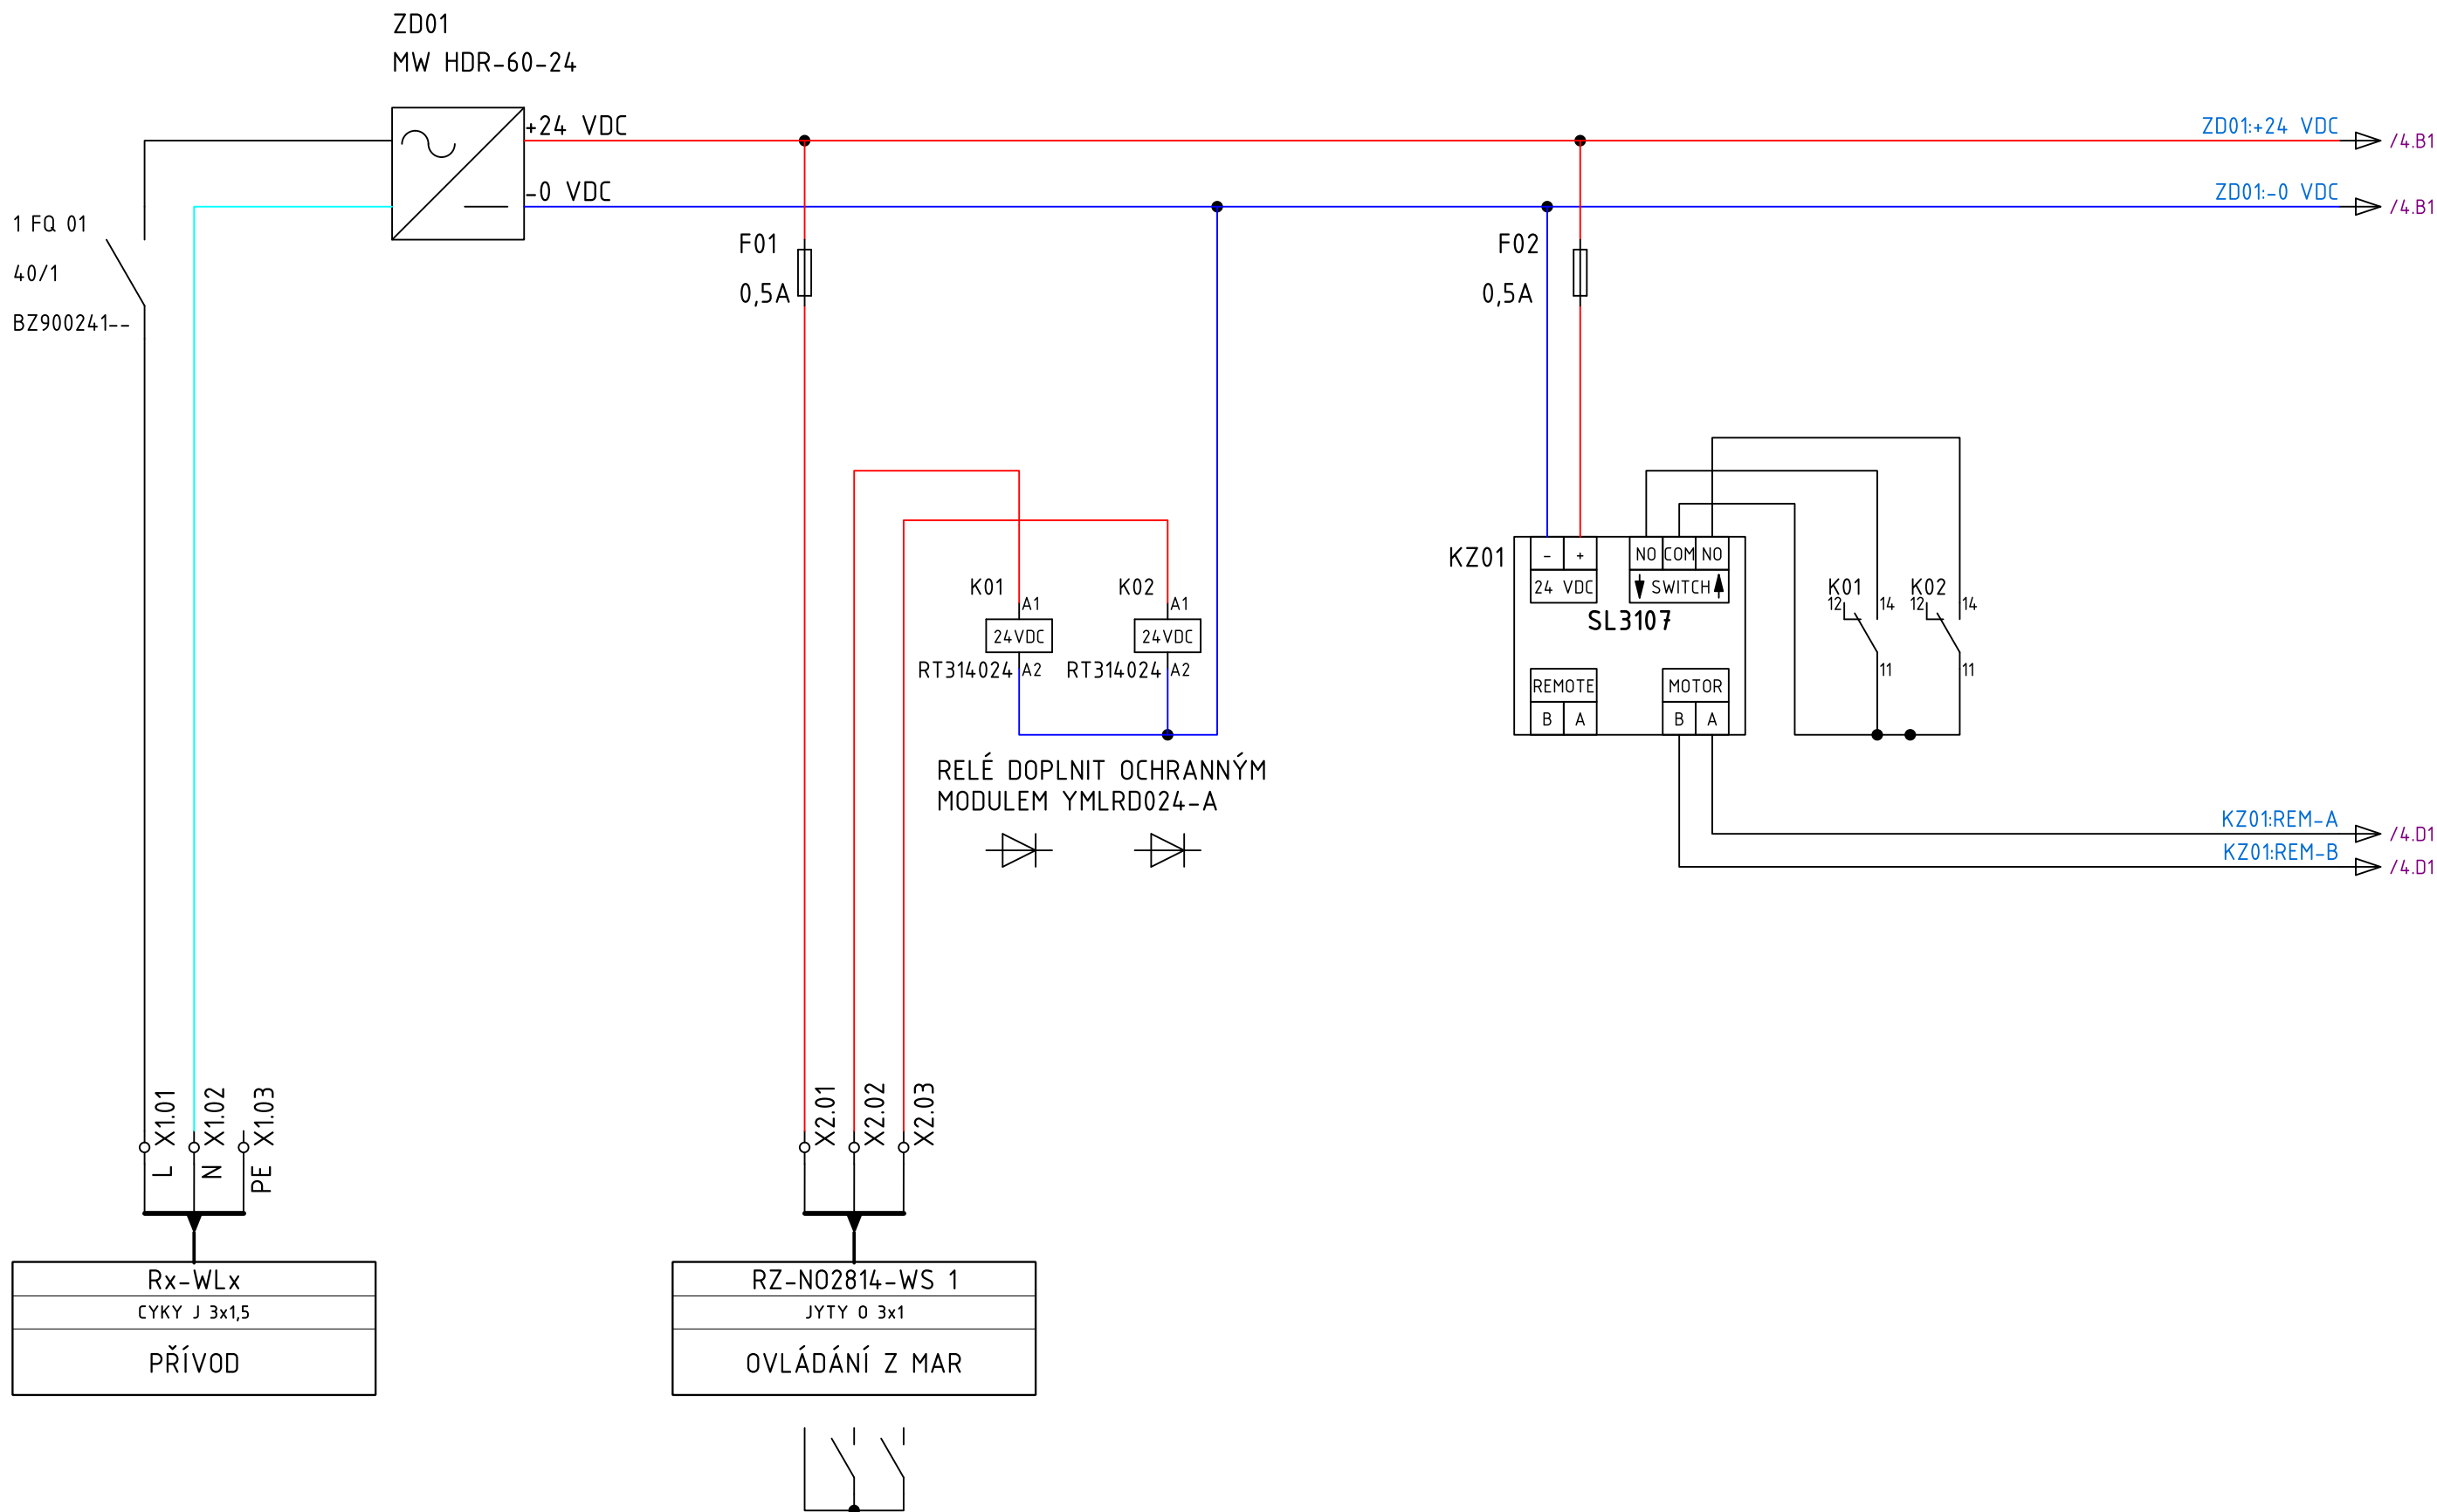 ZD01
MW HDR-60-24
+24 VDC
-0 VDC
ZD01:+24 VDC
/4.B1
ZD01:-0 VDC
/4.B1
1 FQ 01
40/1
BZ900241--
F01
0,5A
F02
0,5A
K01
A1
24VDC
RT314024
A2
K02
A1
24VDC
RT314024
A2
RELÉ DOPLNIT OCHRANNÝM
MODULEM YMLRD024-A
KZ01
- +
24 VDC
NO COM NO
SWITCH
SL3107
REMOTE
B A
MOTOR
B A
K01
12
14
11
K02
12
14
11
KZ01:REM-A
/4.D1
KZ01:REM-B
/4.D1
X1.01
X1.02
X1.03
L
N
PE
X2.01
X2.02
X2.03
Rx-WLx
CYKY J 3x1,5
PŘÍVOD
RZ-NO2814-WS 1
JYTY O 3x1
OVLÁDÁNÍ Z MAR